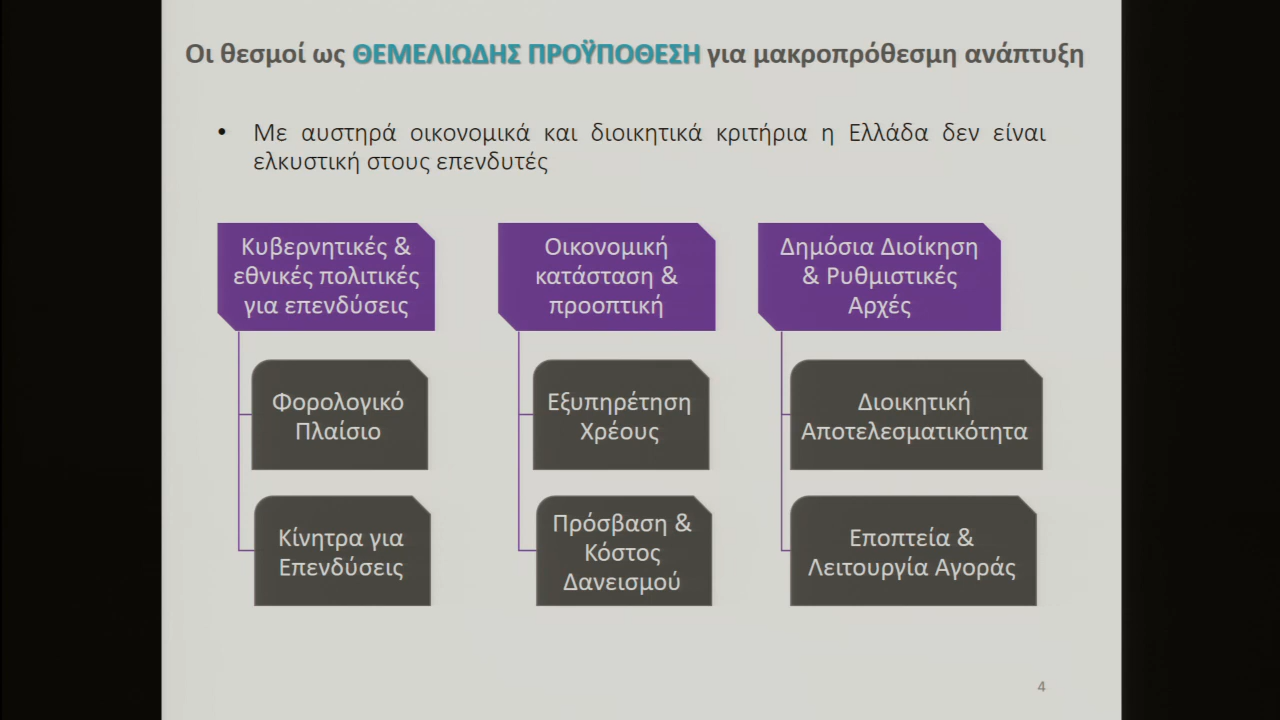 Οι θεσμοί ως ΘΕΜΕΛΙΩΔΗΣ ΠΡΟΫΠΟΘΕΣΗ για μακροπρόθεσμη ανάπτυξη
• Με αυστηρά οικονομικά και διοικητικά κριτήρια η Ελλάδα δεν είναι
ελκυστική στους επενδυτές
Κυβερνητικές &
εθνικές πολιτικές
για επενδύσεις
Φορολογικό
Πλαίσιο
Κίνητρα για
Επενδύσεις
Οικονομική
κατάσταση &
προοπτική
Εξυπηρέτηση
Χρέους
Πρόσβαση &
Κόστος
Δανεισμού
Δημόσια Διοίκηση
& Ρυθμιστικές
Αρχές
Διοικητική
Αποτελεσματικότητα
Εποπτεία &
Λειτουργία Αγοράς
4